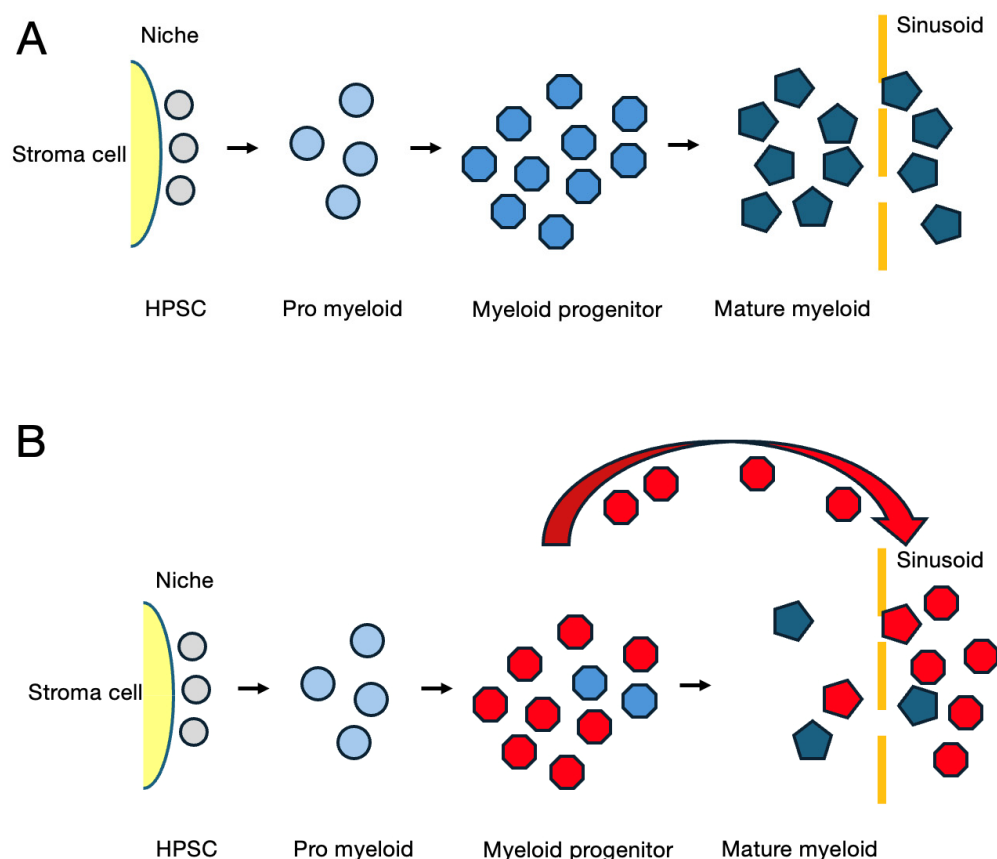 A
Niche
Sinusoid
Stroma cell
HPSC
Pro myeloid
Myeloid progenitor
Mature myeloid
B
Sinusoid
Niche
Stroma cell
HPSC
Pro myeloid
Myeloid progenitor
Mature myeloid